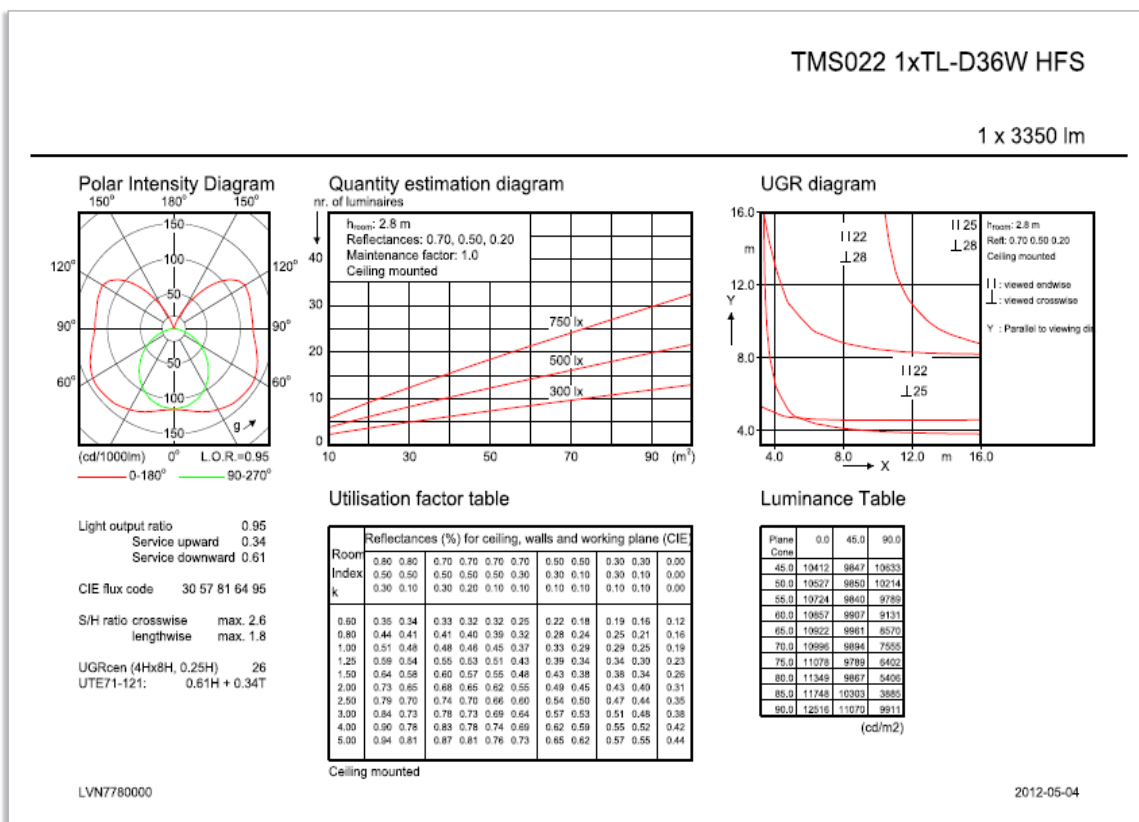 TMS022 1xTL-D36W HFS
1 x 3350 lm
Polar Intensity Diagram
150° 180° 150°
150
120° 100 120°
50
90° 90°
50
60° 100 60°
150 g
(cd/1000lm) 0° L.O.R.=0.95
0-180° 90-270°
Light output ratio 0.95
Service upward 0.34
Service downward 0.61
CIE flux code 30 57 81 64 95
S/H ratio crosswise max. 2.6
lengthwise max. 1.8
UGRcen (4Hx8H, 0.25H) 26
UTE71-121: 0.61H + 0.34T
Quantity estimation diagram
nr. of luminaires
hroom: 2.8 m
Reflectances: 0.70, 0.50, 0.20
Maintenance factor: 1.0
Ceiling mounted
40
30
20
10
0
750 lx
500 lx
300 lx
10 30 50 70 90 (m²)
UGR diagram
16.0
m
12.0
Y
8.0
4.0
||22
⊥28
||25
⊥28
||22
⊥25
hroom: 2.8 m
Refl: 0.70 0.50 0.20
Ceiling mounted
|| : viewed endwise
⊥ : viewed crosswise
Y : Parallel to viewing dir
4.0 8.0 12.0 m 16.0
X
Utilisation factor table
Reflectances (%) for ceiling, walls and working plane (CIE)
Room Index k
0.80 0.80 0.70 0.70 0.70 0.70 0.50 0.50 0.30 0.30 0.00
0.50 0.50 0.50 0.50 0.50 0.30 0.30 0.10 0.30 0.10 0.00
0.30 0.10 0.30 0.20 0.10 0.10 0.10 0.10 0.10 0.10 0.00
0.60 0.35 0.34 0.33 0.32 0.32 0.25 0.22 0.18 0.19 0.16 0.12
0.80 0.44 0.41 0.41 0.40 0.39 0.32 0.28 0.24 0.25 0.21 0.16
1.00 0.51 0.48 0.48 0.46 0.45 0.37 0.33 0.29 0.29 0.25 0.19
1.25 0.59 0.54 0.55 0.53 0.51 0.43 0.39 0.34 0.34 0.30 0.23
1.50 0.64 0.58 0.60 0.57 0.55 0.48 0.43 0.38 0.38 0.34 0.26
2.00 0.73 0.65 0.68 0.65 0.62 0.55 0.49 0.45 0.43 0.40 0.31
2.50 0.79 0.70 0.74 0.70 0.66 0.60 0.54 0.50 0.47 0.44 0.35
3.00 0.84 0.73 0.78 0.73 0.69 0.64 0.57 0.53 0.51 0.48 0.38
4.00 0.90 0.78 0.83 0.78 0.74 0.69 0.62 0.59 0.55 0.52 0.42
5.00 0.94 0.81 0.87 0.81 0.76 0.73 0.65 0.62 0.57 0.55 0.44
Ceiling mounted
Luminance Table
Plane 0.0 45.0 90.0
Cone
45.0 10412 9847 10633
50.0 10527 9850 10214
55.0 10724 9840 9789
60.0 10857 9907 9131
65.0 10922 9961 8570
70.0 10996 9894 7555
75.0 11078 9789 6402
80.0 11349 9867 5406
85.0 11748 10303 3885
90.0 12516 11070 9911
(cd/m2)
LVN7780000
2012-05-04